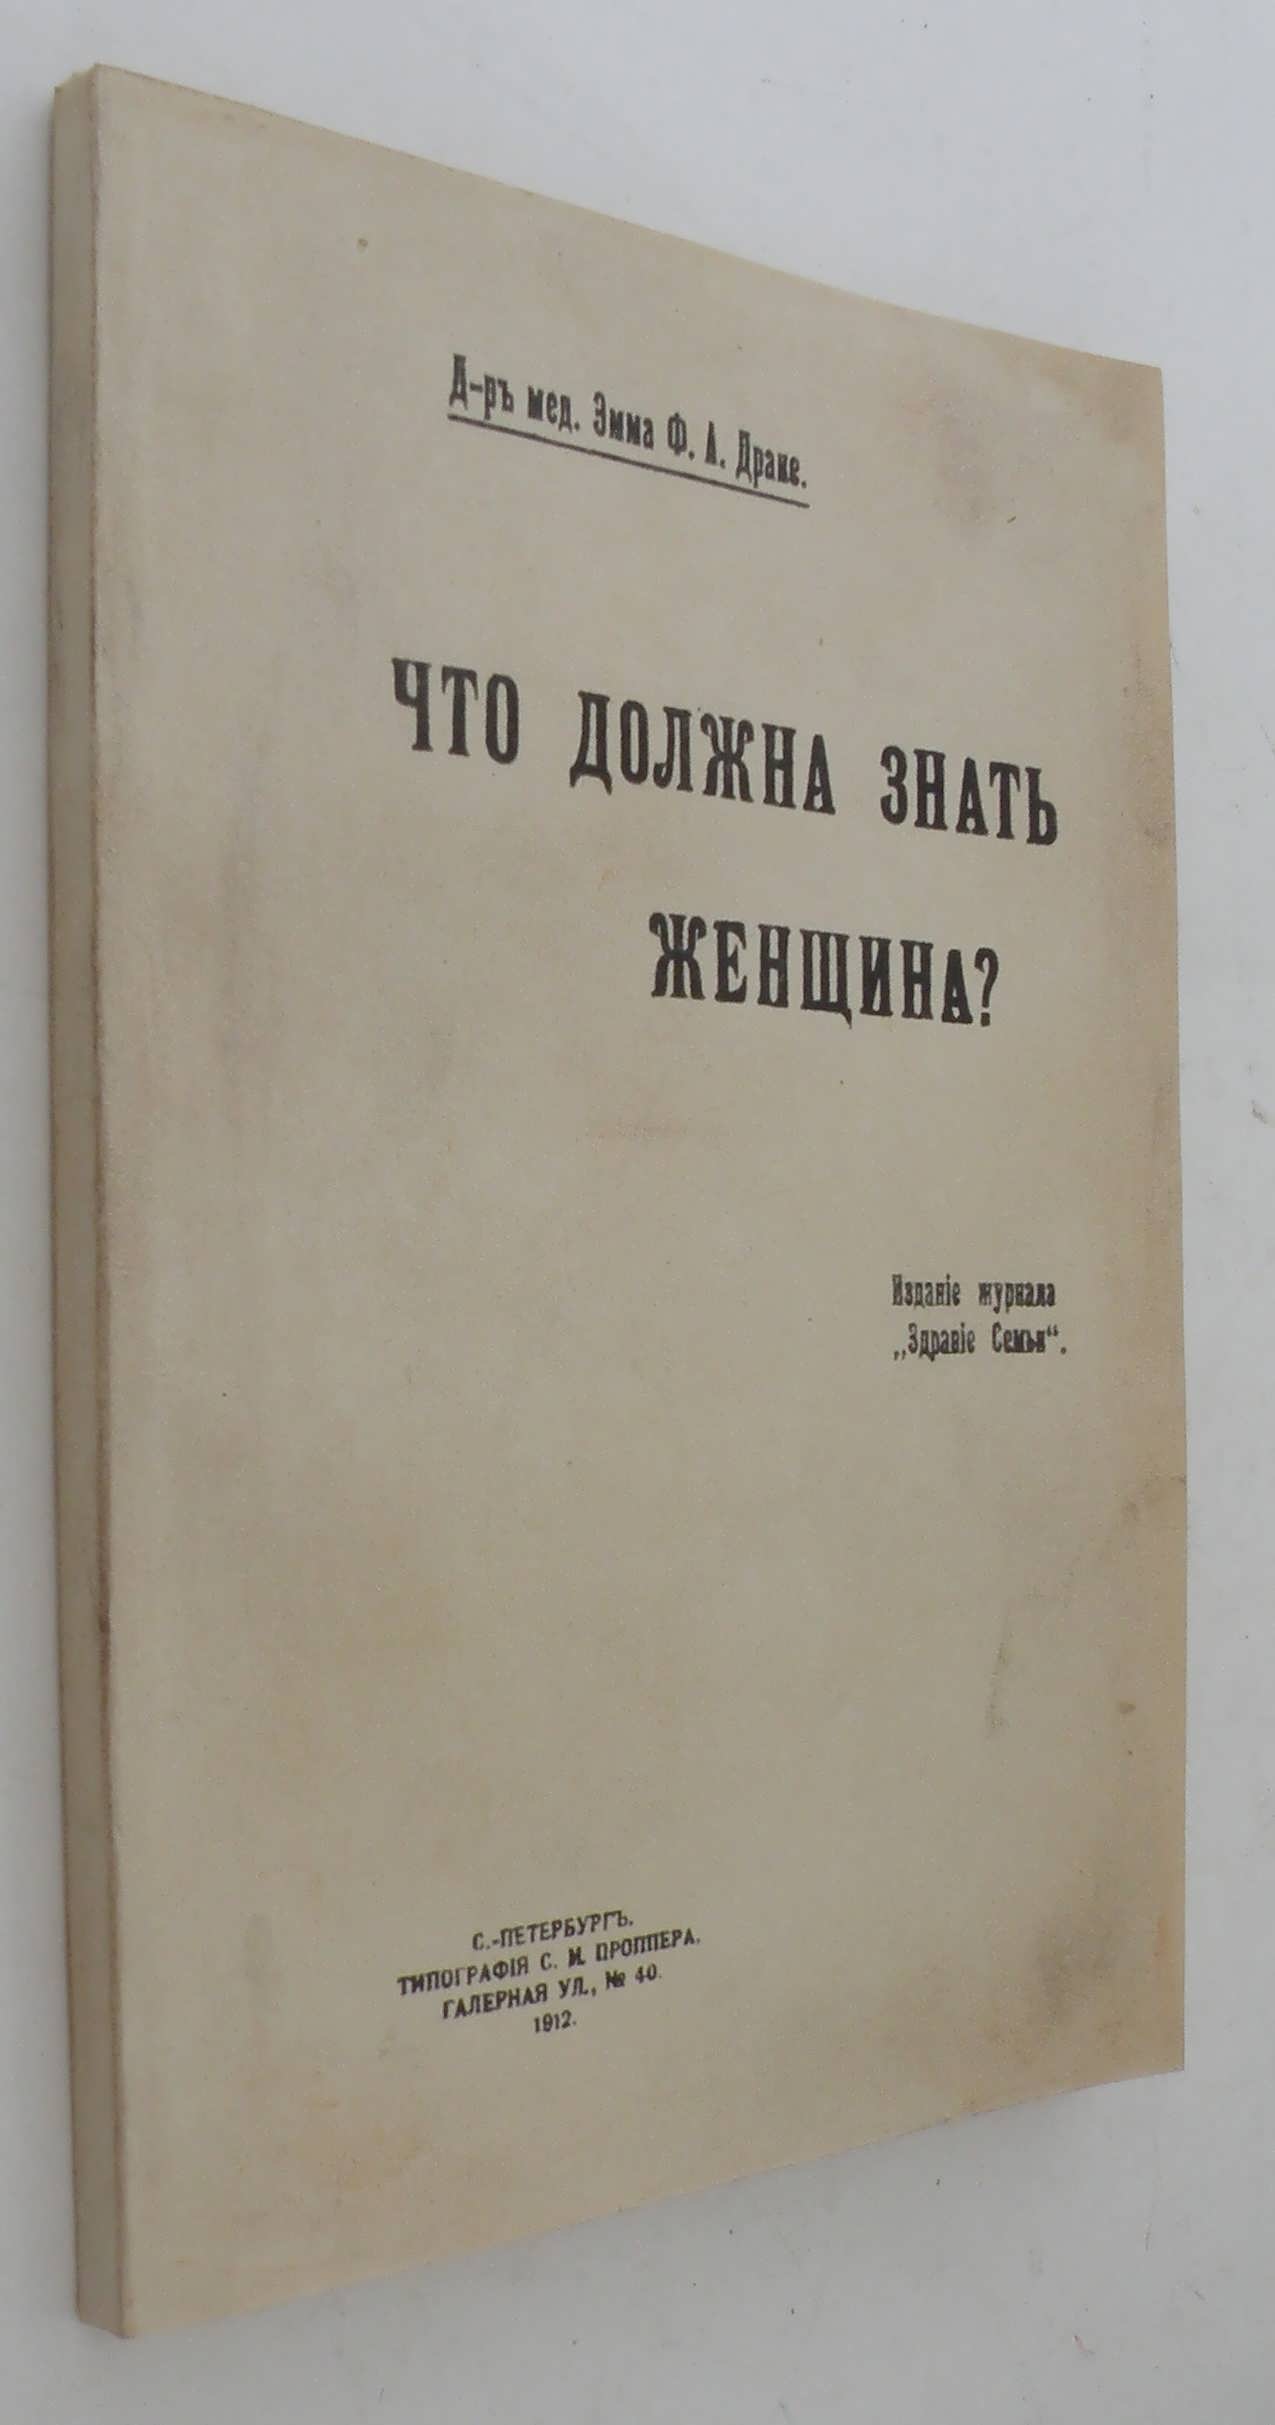 Д-ръ мед. Эмма Ф. А. Драке.
ЧТО ДОЛЖНА ЗНАТЬ
ЖЕНЩИНА?
Изданіе журнала
„Здравіе Семьи“.
С.-ПЕТЕРБУРГЪ.
ТИПОГРАФІЯ С. М. ПРОППЕРА.
ГАЛЕРНАЯ УЛ., № 40.
1912.